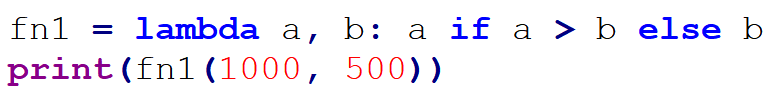 fn1 = lambda a, b: a if a > b else b
print(fn1(1000, 500))